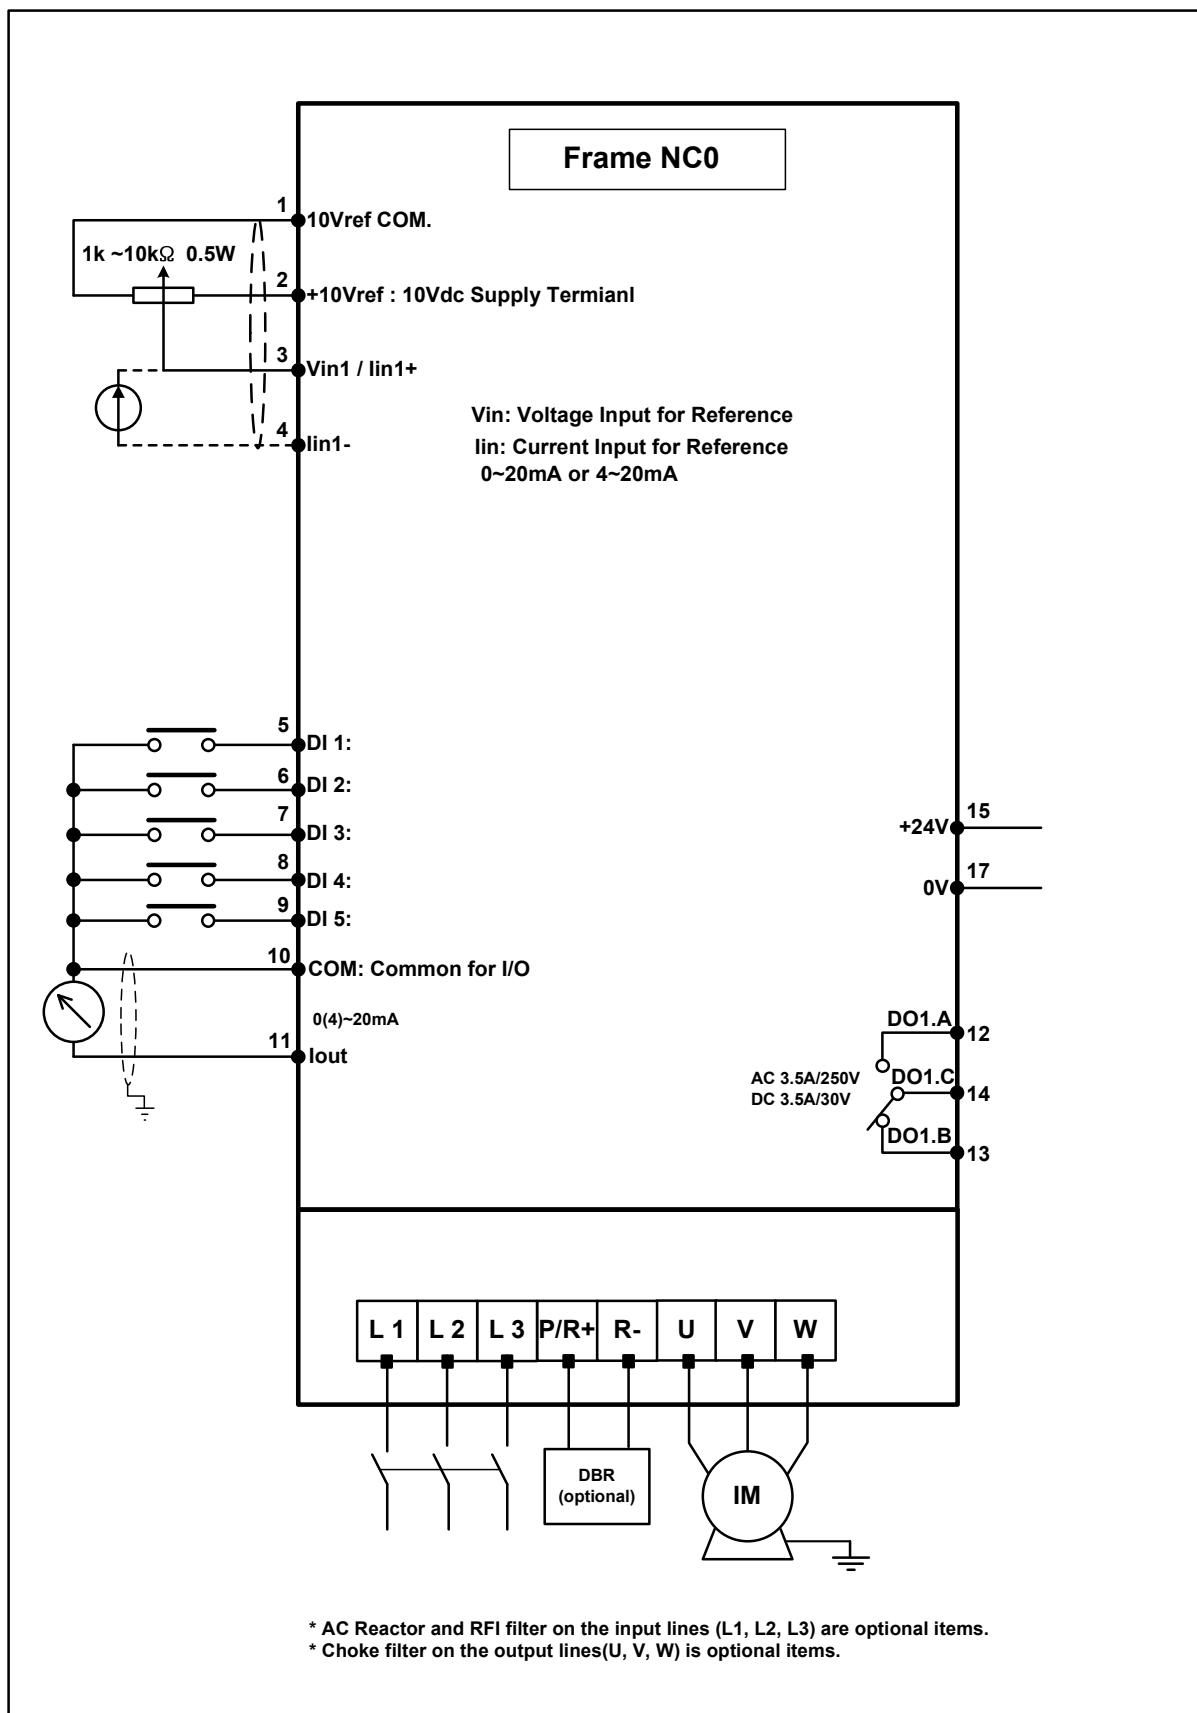 Frame NC0
1
10Vref COM.
1k ~10kΩ 0.5W
2
+10Vref : 10Vdc Supply Termianl
3
Vin1 / Iin1+
4
Iin1-
Vin: Voltage Input for Reference
Iin: Current Input for Reference
0~20mA or 4~20mA
5
DI 1:
6
DI 2:
7
DI 3:
8
DI 4:
9
DI 5:
10
COM: Common for I/O
0(4)~20mA
11
Iout
+24V
15
0V
17
DO1.A
12
AC 3.5A/250V
DC 3.5A/30V
DO1.C
14
DO1.B
13
L 1 L 2 L 3 P/R+ R- U V W
DBR
(optional)
IM
* AC Reactor and RFI filter on the input lines (L1, L2, L3) are optional items.
* Choke filter on the output lines(U, V, W) is optional items.